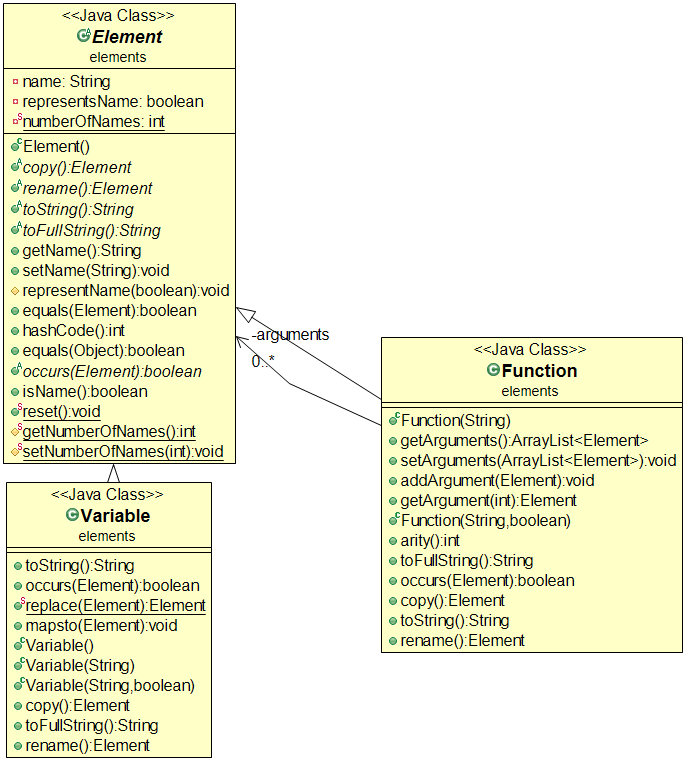 <<Java Class>>
Element
elements
name: String
representsName: boolean
numberOfNames: int
Element()
copy():Element
rename():Element
toString():String
toFullString():String
getName():String
setName(String):void
representName(boolean):void
equals(Element):boolean
hashCode():int
equals(Object):boolean
occurs(Element):boolean
isName():boolean
reset():void
getNumberOfNames():int
setNumberOfNames(int):void
-arguments
0..*
<<Java Class>>
Function
elements
Function(String)
getArguments():ArrayList<Element>
setArguments(ArrayList<Element>):void
addArgument(Element):void
getArgument(int):Element
Function(String,boolean)
arity():int
toFullString():String
occurs(Element):boolean
copy():Element
toString():String
rename():Element
<<Java Class>>
Variable
elements
toString():String
occurs(Element):boolean
replace(Element):Element
mapsto(Element):void
Variable()
Variable(String)
Variable(String,boolean)
copy():Element
toFullString():String
rename():Element